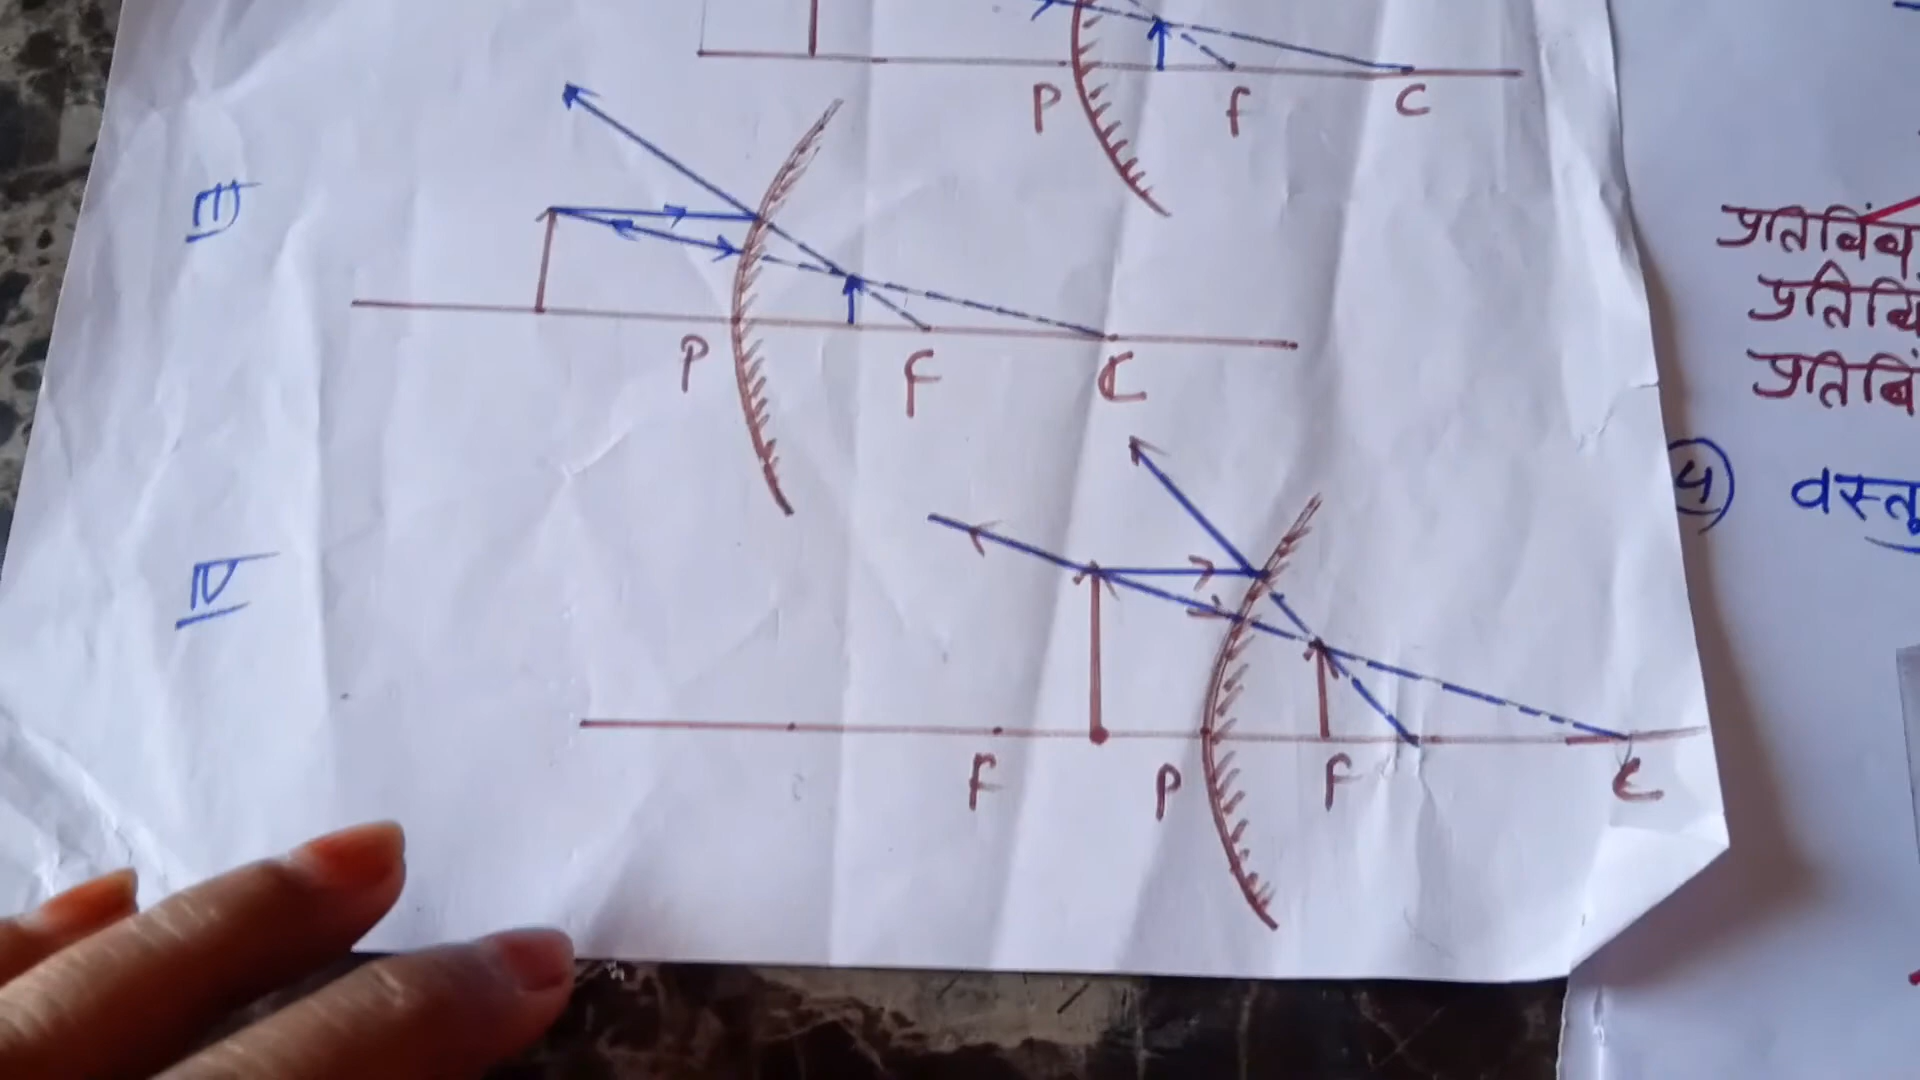 P F C
III
P F C
IV
F P F C
प्रतिबिंब
प्रतिबि
प्रतिबिं
4 वस्तु